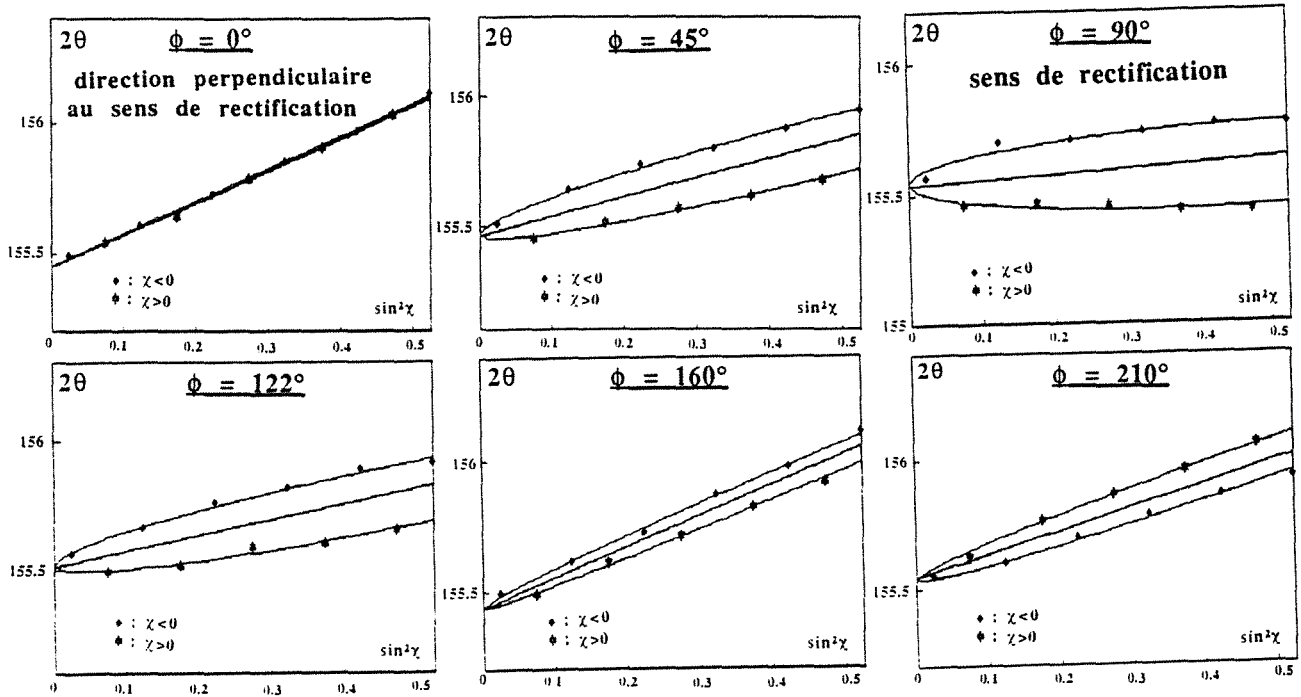 2θ ϕ = 0°
direction perpendiculaire
au sens de rectification
156
155.5
♦ : χ<0
: χ>0
sin²χ
0 0.1 0.2 0.3 0.4 0.5
2θ ϕ = 45°
156
155.5
♦ : χ<0
: χ>0
sin²χ
0 0.1 0.2 0.3 0.4 0.5
2θ ϕ = 90°
156
sens de rectification
155.5
♦ : χ<0
: χ>0
sin²χ
155
0 0.1 0.2 0.3 0.4 0.5
2θ ϕ = 122°
156
155.5
♦ : χ<0
: χ>0
sin²χ
0 0.1 0.2 0.3 0.4 0.5
2θ ϕ = 160°
156
155.5
♦ : χ<0
: χ>0
sin²χ
0 0.1 0.2 0.3 0.4 0.5
2θ ϕ = 210°
156
155.5
♦ : χ<0
: χ>0
sin²χ
0 0.1 0.2 0.3 0.4 0.5